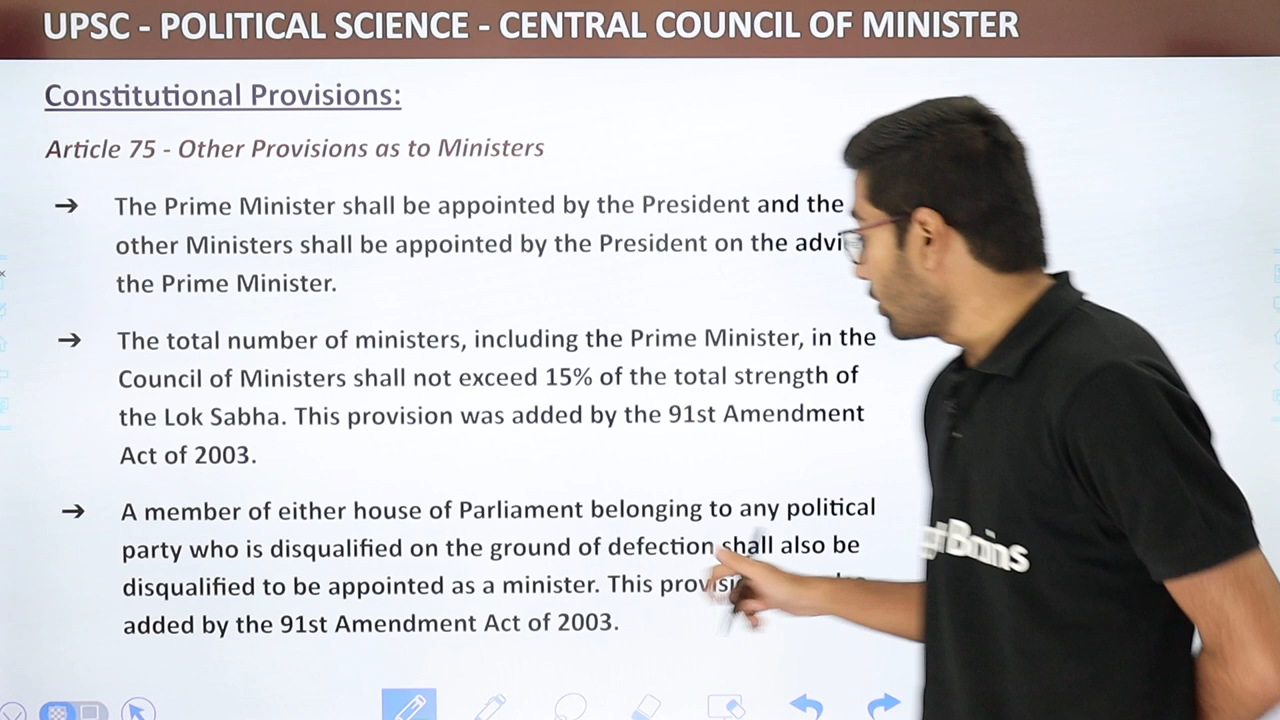 UPSC - POLITICAL SCIENCE - CENTRAL COUNCIL OF MINISTER
Constitutional Provisions:
Article 75 - Other Provisions as to Ministers
➔ The Prime Minister shall be appointed by the President and the
other Ministers shall be appointed by the President on the advi
the Prime Minister.
➔ The total number of ministers, including the Prime Minister, in the
Council of Ministers shall not exceed 15% of the total strength of
the Lok Sabha. This provision was added by the 91st Amendment
Act of 2003.
➔ A member of either house of Parliament belonging to any political
party who is disqualified on the ground of defection shall also be
disqualified to be appointed as a minister. This provisi
added by the 91st Amendment Act of 2003.
Brains